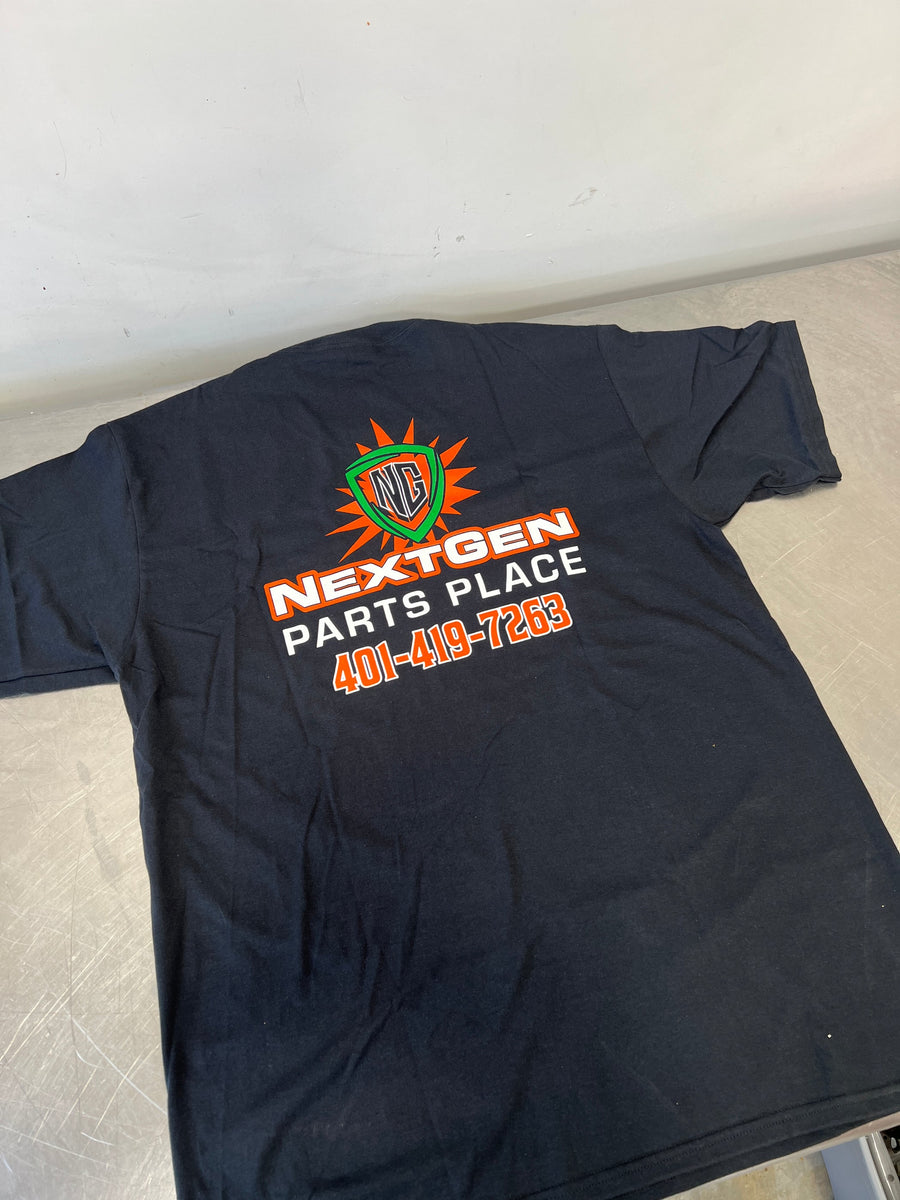 NG
NEXTGEN
PARTS PLACE
401-419-7263